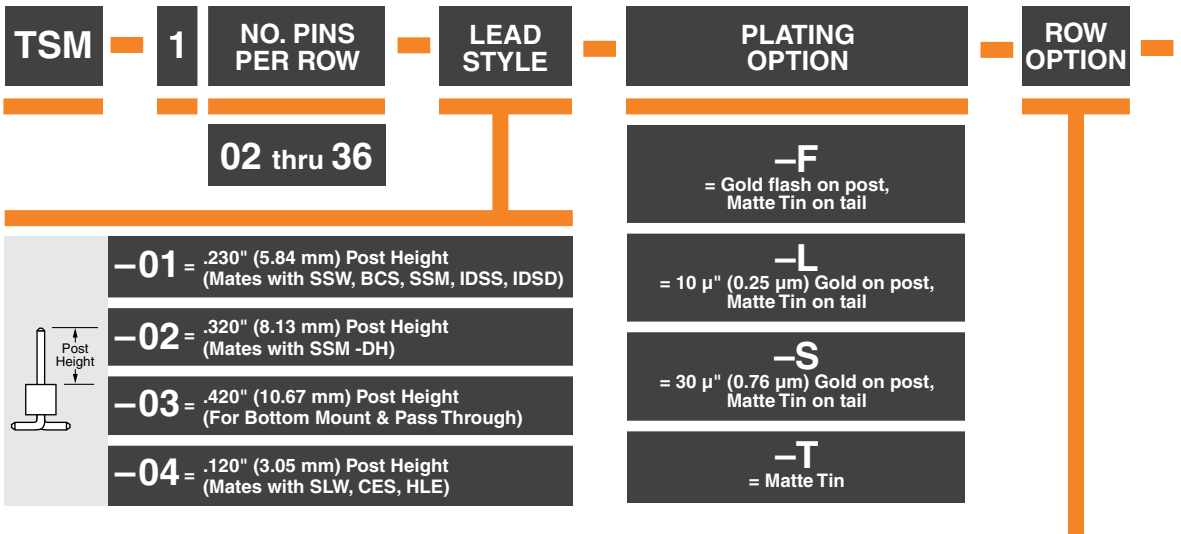 TSM – 1 NO. PINS PER ROW – LEAD STYLE – PLATING OPTION – ROW OPTION –
02 thru 36
–F
= Gold flash on post,
Matte Tin on tail
–L
= 10 µ" (0.25 µm) Gold on post,
Matte Tin on tail
–S
= 30 µ" (0.76 µm) Gold on post,
Matte Tin on tail
–T
= Matte Tin
Post
Height
–01 = .230" (5.84 mm) Post Height
(Mates with SSW, BCS, SSM, IDSS, IDSD)
–02 = .320" (8.13 mm) Post Height
(Mates with SSM -DH)
–03 = .420" (10.67 mm) Post Height
(For Bottom Mount & Pass Through)
–04 = .120" (3.05 mm) Post Height
(Mates with SLW, CES, HLE)